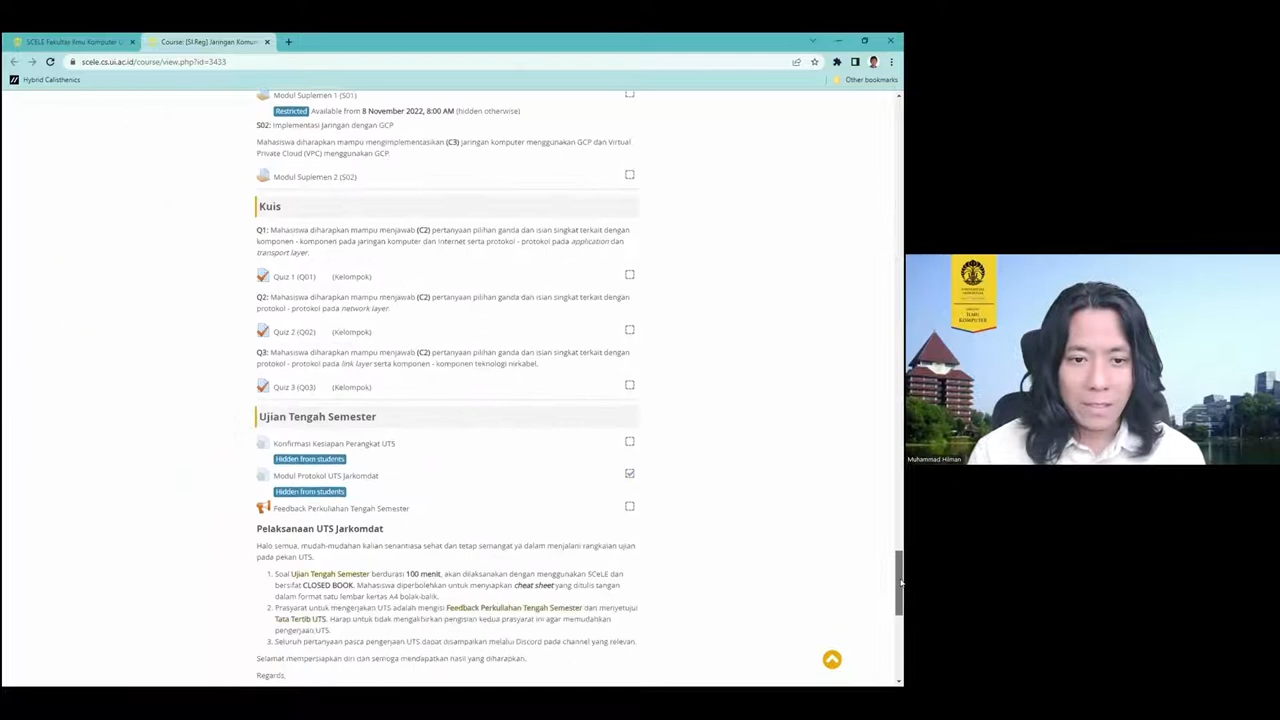 SCELE Fakultas Ilmu Komputer U
Course: [SI.Reg] Jaringan Komun
scele.cs.ui.ac.id/course/view.php?id=3433
Hybrid Calisthenics
Other bookmarks
Modul Suplemen 1 (S01)
Restricted Available from 8 November 2022, 8:00 AM (hidden otherwise)
S02: Implementasi Jaringan dengan GCP
Mahasiswa diharapkan mampu mengimplementasikan (C3) jaringan komputer menggunakan GCP dan Virtual
Private Cloud (VPC) menggunakan GCP.
Modul Suplemen 2 (S02)
Kuis
Q1: Mahasiswa diharapkan mampu menjawab (C2) pertanyaan pilihan ganda dan isian singkat terkait dengan
komponen - komponen pada jaringan komputer dan Internet serta protokol - protokol pada application dan
transport layer.
Quiz 1 (Q01) (Kelompok)
Q2: Mahasiswa diharapkan mampu menjawab (C2) pertanyaan pilihan ganda dan isian singkat terkait dengan
protokol - protokol pada network layer.
Quiz 2 (Q02) (Kelompok)
Q3: Mahasiswa diharapkan mampu menjawab (C2) pertanyaan pilihan ganda dan isian singkat terkait dengan
protokol - protokol pada link layer serta komponen - komponen teknologi nirkabel.
Quiz 3 (Q03) (Kelompok)
Ujian Tengah Semester
Konfirmasi Kesiapan Perangkat UTS
Hidden from students
Modul Protokol UTS Jarkomdat
Hidden from students
Feedback Perkuliahan Tengah Semester
Pelaksanaan UTS Jarkomdat
Halo semua, mudah-mudahan kalian senantiasa sehat dan tetap semangat ya dalam menjalani rangkaian ujian
pada pekan UTS.
1. Soal Ujian Tengah Semester berdurasi 100 menit, akan dilaksanakan dengan menggunakan SCeLE dan
bersifat CLOSED BOOK. Mahasiswa diperbolehkan untuk menyiapkan cheat sheet yang ditulis tangan
dalam format satu lembar kertas A4 bolak-balik.
2. Prasyarat untuk mengerjakan UTS adalah mengisi Feedback Perkuliahan Tengah Semester dan menyetujui
Tata Tertib UTS. Harap untuk tidak mengakhirkan pengisian kedua prasyarat ini agar memudahkan
pengerjaan UTS.
3. Seluruh pertanyaan pasca pengerjaan UTS dapat disampaikan melalui Discord pada channel yang relevan.
Selamat mempersiapkan diri dan semoga mendapatkan hasil yang diharapkan.
Regards,
ILMU
KOMPUTER
Muhammad Hilman